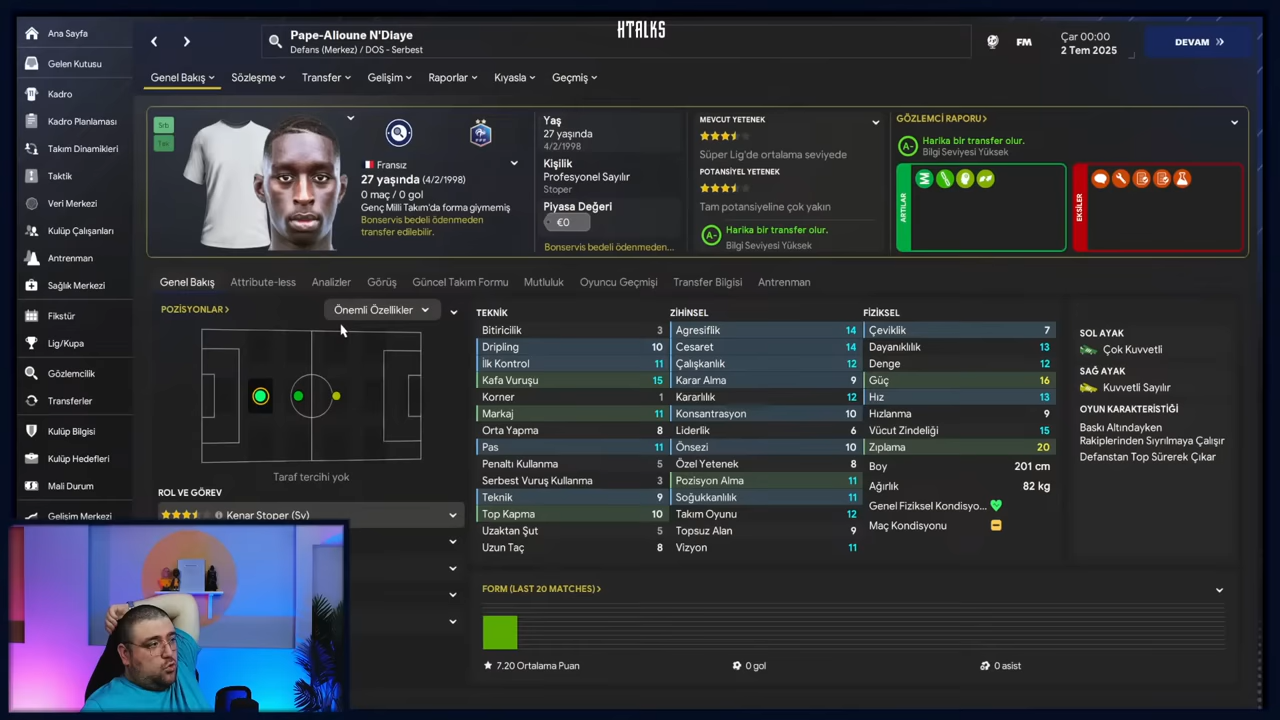 HTALKS
Ana Sayfa
Gelen Kutusu
Kadro
Kadro Planlaması
Takım Dinamikleri
Taktik
Veri Merkezi
Kulüp Çalışanları
Antrenman
Sağlık Merkezi
Fikstür
Lig/Kupa
Gözlemcilik
Transferler
Kulüp Bilgisi
Kulüp Hedefleri
Mali Durum
Gelişim Merkezi
Pape-Alioune N'Diaye
Defans (Merkez) / DOS - Serbest
FM
Çar 00:00
2 Tem 2025
DEVAM
Genel Bakış
Sözleşme
Transfer
Gelişim
Raporlar
Kıyasla
Geçmiş
Srb
Fransız
27 yaşında (4/2/1998)
0 maç / 0 gol
Genç Milli Takım'da forma giymemiş
Bonservis bedeli ödenmeden
transfer edilebilir.
Yaş
27 yaşında
4/2/1998
Kişilik
Profesyonel Sayılır
Stoper
Piyasa Değeri
€0
Bonservis bedeli ödenmeden...
MEVCUT YETENEK
Süper Lig'de ortalama seviyede
POTANSİYEL YETENEK
Tam potansiyeline çok yakın
A- Harika bir transfer olur.
Bilgi Seviyesi Yüksek
GÖZLEMCİ RAPORU
A- Harika bir transfer olur.
Bilgi Seviyesi Yüksek
ARTILAR
EKSİLER
Genel Bakış
Attribute-less
Analizler
Görüş
Güncel Takım Formu
Mutluluk
Oyuncu Geçmişi
Transfer Bilgisi
Antrenman
POZİSYONLAR
Önemli Özellikler
Taraf tercihi yok
ROL VE GÖREV
Kenar Stoper (Sv)
TEKNİK
Bitiricilik 3
Dripling 10
İlk Kontrol 11
Kafa Vuruşu 15
Korner 1
Markaj 11
Orta Yapma 8
Pas 11
Penaltı Kullanma 5
Serbest Vuruş Kullanma 3
Teknik 9
Top Kapma 10
Uzaktan Şut 5
Uzun Taç 8
ZİHİNSEL
Agresiflik 14
Cesaret 14
Çalışkanlık 12
Karar Alma 9
Kararlılık 12
Konsantrasyon 10
Liderlik 6
Önsezi 10
Özel Yetenek 8
Pozisyon Alma 11
Soğukkanlılık 11
Takım Oyunu 12
Topsuz Alan 9
Vizyon 11
FİZİKSEL
Çeviklik 7
Dayanıklılık 13
Denge 12
Güç 16
Hız 13
Hızlanma 9
Vücut Zindeliği 15
Zıplama 20
Boy 201 cm
Ağırlık 82 kg
Genel Fiziksel Kondisyo...
Maç Kondisyonu
SOL AYAK
Çok Kuvvetli
SAĞ AYAK
Kuvvetli Sayılır
OYUN KARAKTERİSTİĞİ
Baskı Altındayken
Rakiplerinden Sıyrılmaya Çalışır
Defanstan Top Sürerek Çıkar
FORM (LAST 20 MATCHES)
7.20 Ortalama Puan
0 gol
0 asist